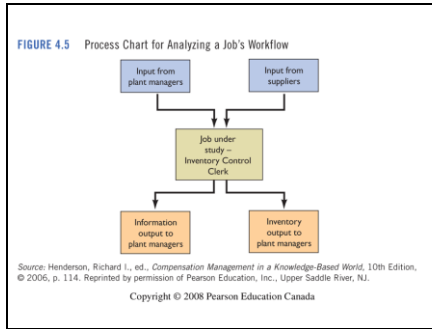 FIGURE 4.5 Process Chart for Analyzing a Job's Workflow
Input from
plant managers
Input from
suppliers
Job under
study –
Inventory Control
Clerk
Information
output to
plant managers
Inventory
output to
plant managers
Source: Henderson, Richard I., ed., Compensation Management in a Knowledge-Based World, 10th Edition,
© 2006, p. 114. Reprinted by permission of Pearson Education, Inc., Upper Saddle River, NJ.
Copyright © 2008 Pearson Education Canada